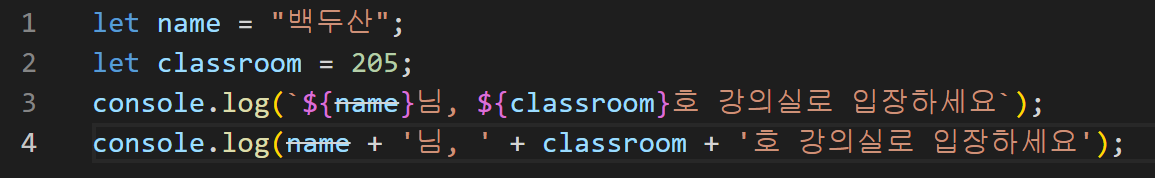 1 let name = "백두산";
2 let classroom = 205;
3 console.log(`${name}님, ${classroom}호 강의실로 입장하세요`);
4 console.log(name + '님, ' + classroom + '호 강의실로 입장하세요');